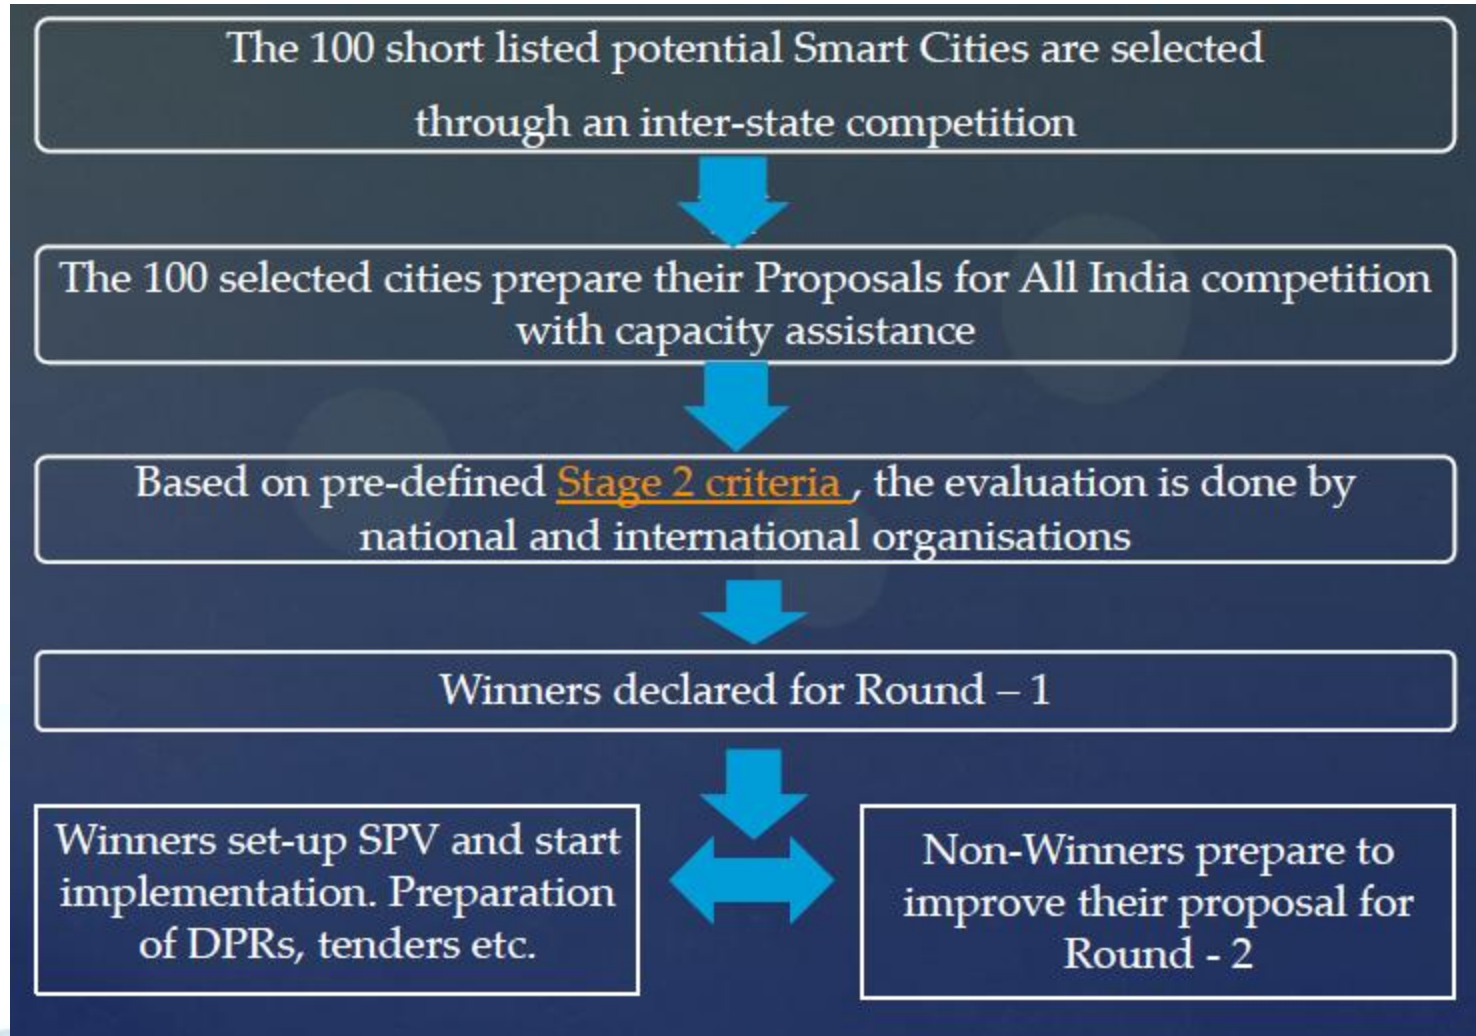 The 100 short listed potential Smart Cities are selected
through an inter-state competition
The 100 selected cities prepare their Proposals for All India competition
with capacity assistance
Based on pre-defined Stage 2 criteria , the evaluation is done by
national and international organisations
Winners declared for Round – 1
Winners set-up SPV and start
implementation. Preparation
of DPRs, tenders etc.
Non-Winners prepare to
improve their proposal for
Round - 2